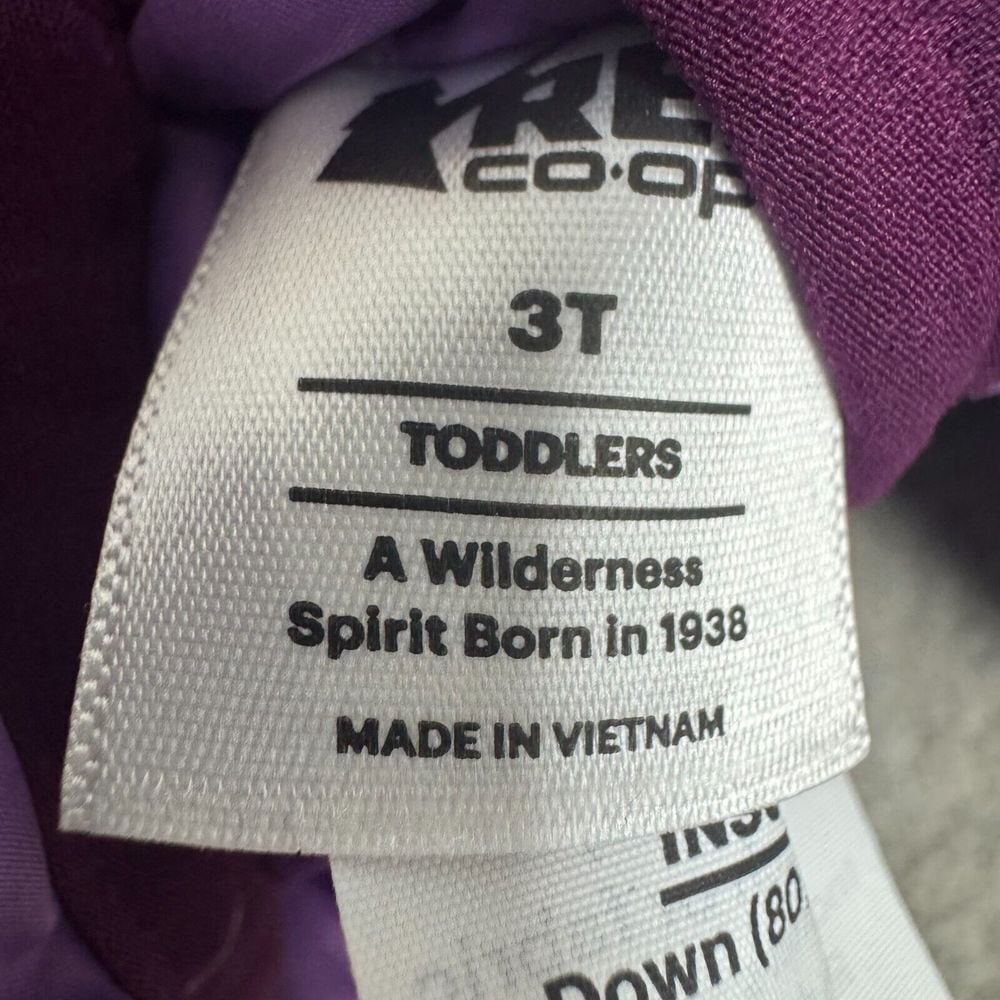 RE
CO·OP
3T
TODDLERS
A Wilderness
Spirit Born in 1938
MADE IN VIETNAM
Down (80